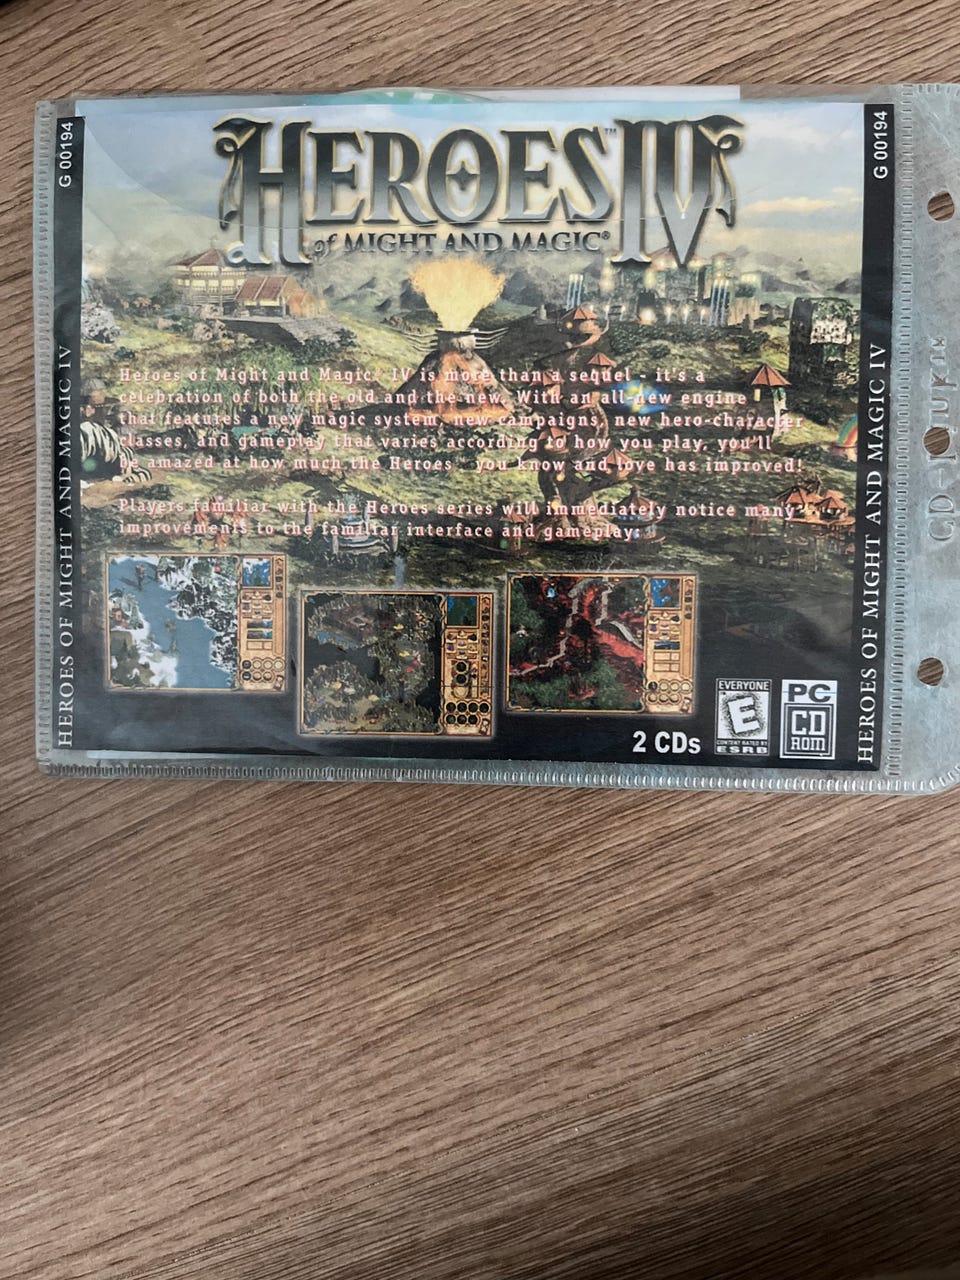 HEROES IV
of MIGHT AND MAGIC®
™
G 00194
G 00194
HEROES OF MIGHT AND MAGIC IV
HEROES OF MIGHT AND MAGIC IV
Heroes of Might and Magic® IV is more than a sequel - it's a
celebration of both the old and the new. With an all-new engine
that features a new magic system, new campaigns, new hero-character
classes, and gameplay that varies according to how you play, you'll
be amazed at how much the Heroes you know and love has improved!
Players familiar with the Heroes series will immediately notice many
improvements to the familiar interface and gameplay.
2 CDs
EVERYONE
E
CONTENT RATED BY
ESRB
PC
CD
ROM